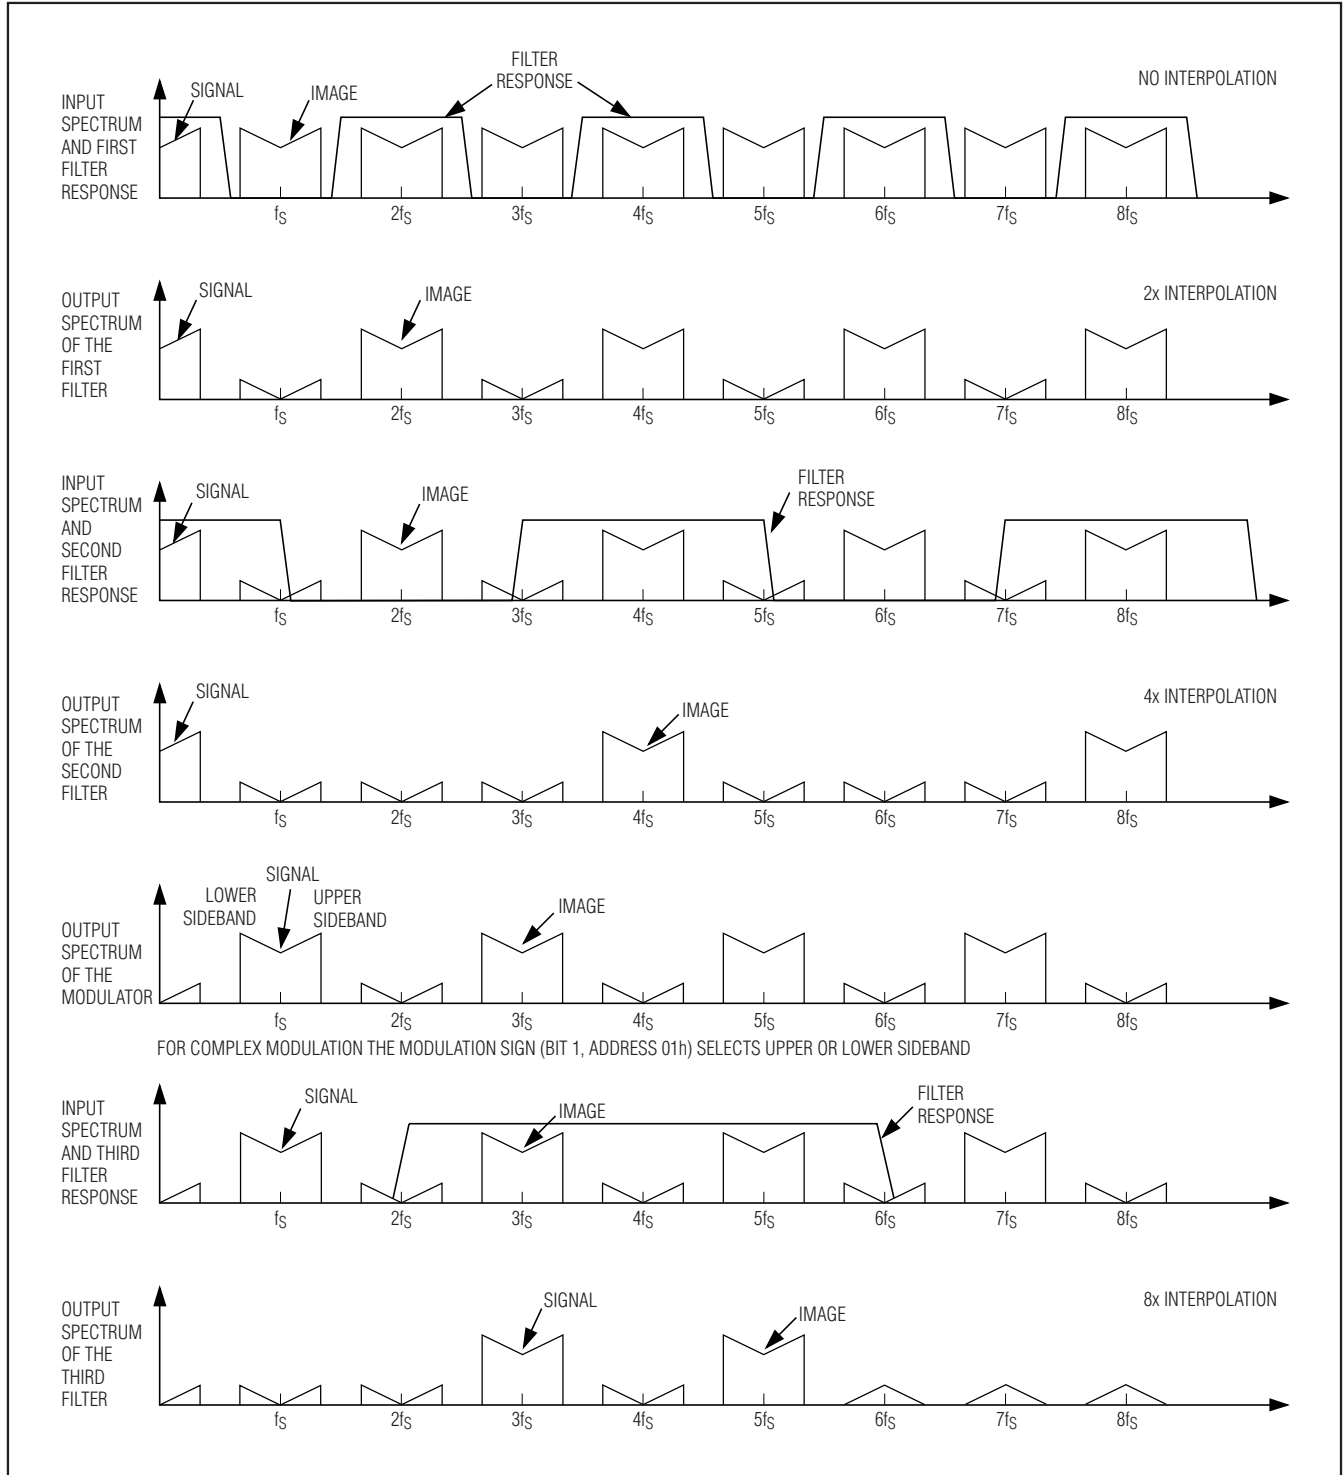 FILTER
RESPONSE
NO INTERPOLATION
SIGNAL
IMAGE
INPUT
SPECTRUM
AND FIRST
FILTER
RESPONSE
fS
2fS
3fS
4fS
5fS
6fS
7fS
8fS
SIGNAL
IMAGE
2x INTERPOLATION
OUTPUT
SPECTRUM
OF THE
FIRST
FILTER
fS
2fS
3fS
4fS
5fS
6fS
7fS
8fS
INPUT
SPECTRUM
AND
SECOND
FILTER
RESPONSE
SIGNAL
IMAGE
FILTER
RESPONSE
fS
2fS
3fS
4fS
5fS
6fS
7fS
8fS
SIGNAL
IMAGE
4x INTERPOLATION
OUTPUT
SPECTRUM
OF THE
SECOND
FILTER
fS
2fS
3fS
4fS
5fS
6fS
7fS
8fS
SIGNAL
LOWER
SIDEBAND
UPPER
SIDEBAND
IMAGE
OUTPUT
SPECTRUM
OF THE
MODULATOR
fS
2fS
3fS
4fS
5fS
6fS
7fS
8fS
FOR COMPLEX MODULATION THE MODULATION SIGN (BIT 1, ADDRESS 01h) SELECTS UPPER OR LOWER SIDEBAND
INPUT
SPECTRUM
AND THIRD
FILTER
RESPONSE
SIGNAL
IMAGE
FILTER
RESPONSE
fS
2fS
3fS
4fS
5fS
6fS
7fS
8fS
OUTPUT
SPECTRUM
OF THE
THIRD
FILTER
SIGNAL
IMAGE
8x INTERPOLATION
fS
2fS
3fS
4fS
5fS
6fS
7fS
8fS